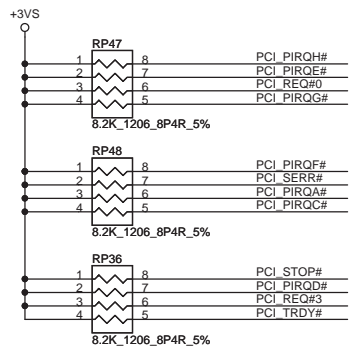 +3VS
RP47
1 8 PCI_PIRQH#
2 7 PCI_PIRQE#
3 6 PCI_REQ#0
4 5 PCI_PIRQG#
8.2K_1206_8P4R_5%
RP48
1 8 PCI_PIRQF#
2 7 PCI_SERR#
3 6 PCI_PIRQA#
4 5 PCI_PIRQC#
8.2K_1206_8P4R_5%
RP36
1 8 PCI_STOP#
2 7 PCI_PIRQD#
3 6 PCI_REQ#3
4 5 PCI_TRDY#
8.2K_1206_8P4R_5%